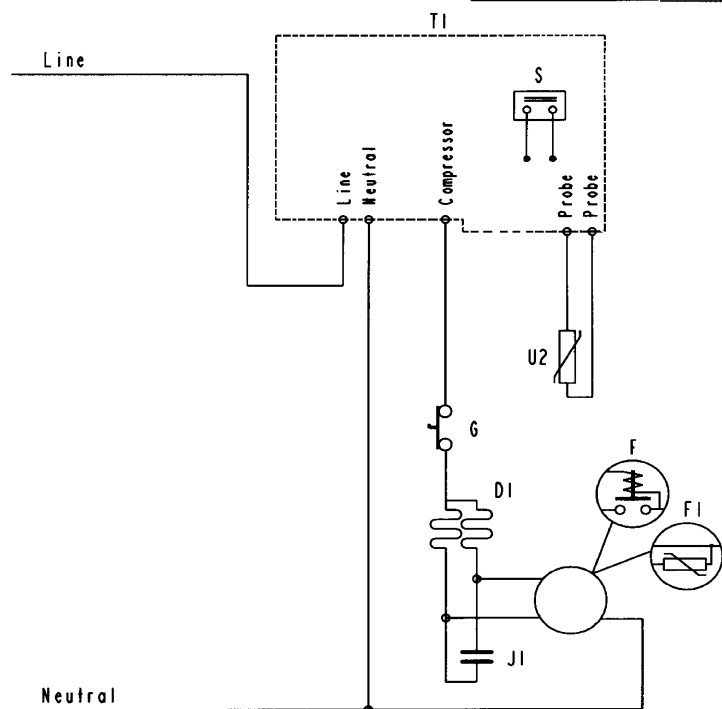 T1
Line
S
Line
Neutral
Compressor
Probe
Probe
U2
G
F
D1
F1
J1
Neutral